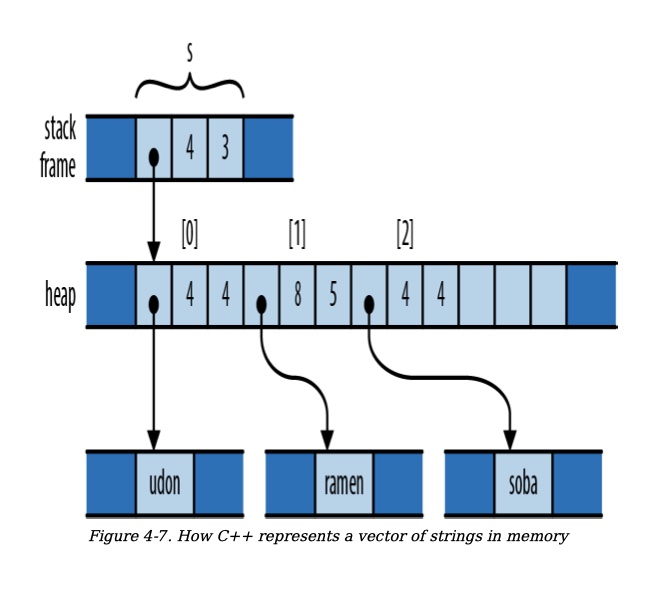 s
stack
frame
4 3
[0] [1] [2]
heap
4 4 8 5 4 4
udon ramen soba
Figure 4-7. How C++ represents a vector of strings in memory